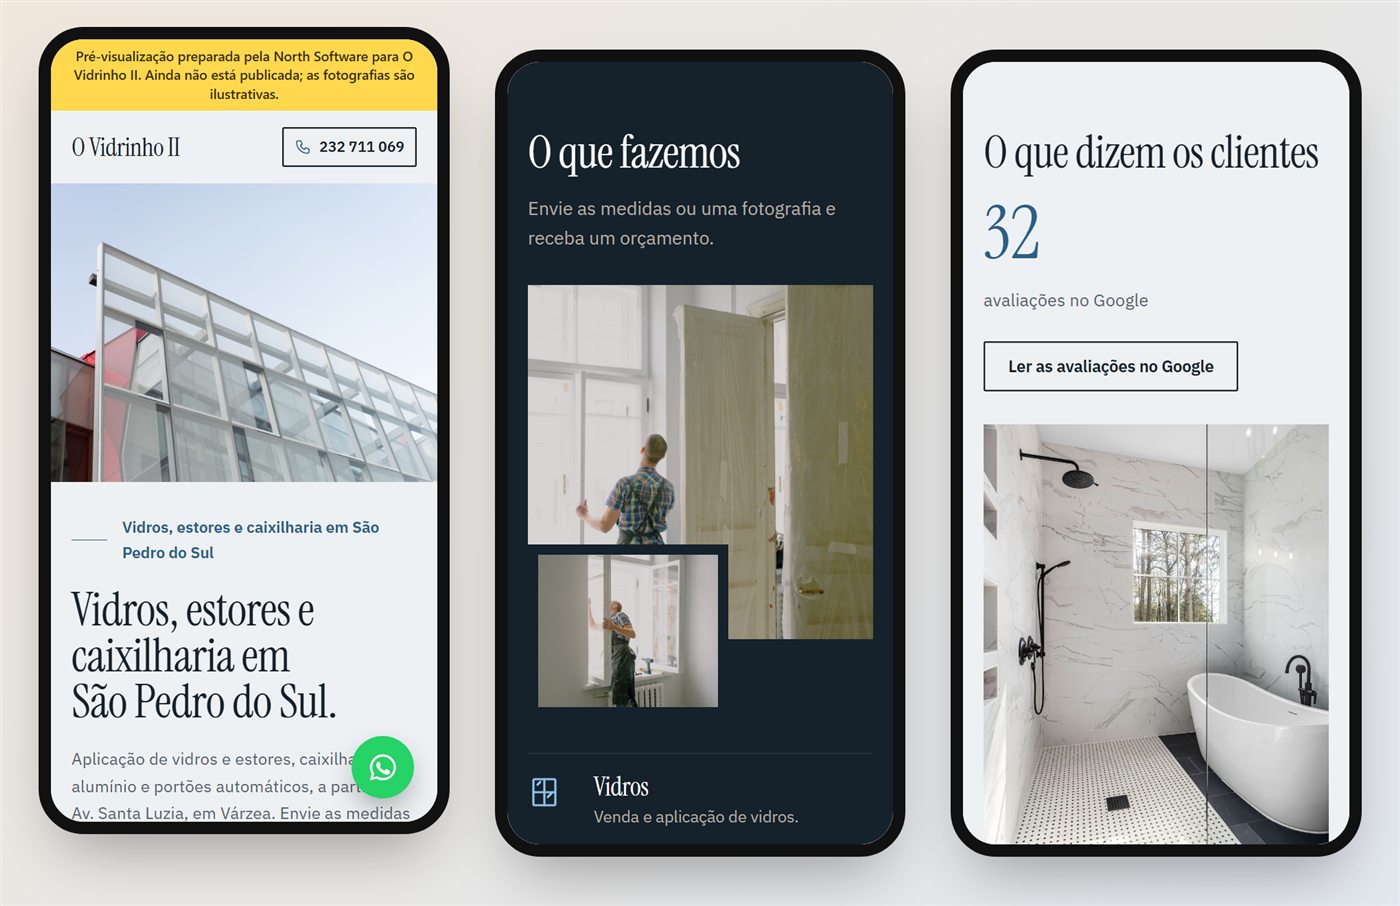 Pré-visualização preparada pela North Software para O
Vidrinho II. Ainda não está publicada; as fotografias são
ilustrativas.
O Vidrinho II
232 711 069
Vidros, estores e caixilharia em São
Pedro do Sul
Vidros, estores e
caixilharia em
São Pedro do Sul.
Aplicação de vidros e estores,
alumínio e portões automáticos, a
Av. Santa Luzia, em Várzea. Envie as medidas
O que fazemos
Envie as medidas ou uma fotografia e
receba um orçamento.
Vidros
Venda e aplicação de vidros.
O que dizem os clientes
32
avaliações no Google
Ler as avaliações no Google